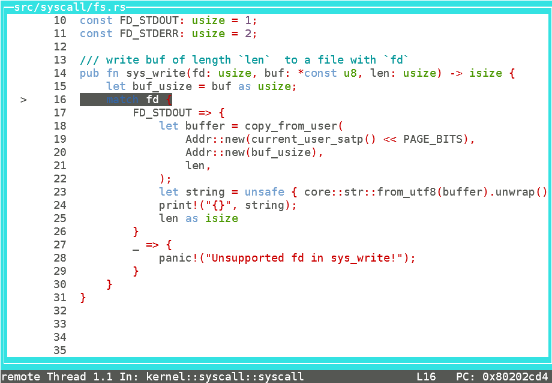 src/syscall/fs.rs
10 const FD_STDOUT: usize = 1;
11 const FD_STDERR: usize = 2;
12
13 /// write buf of length `len`  to a file with `fd`
14 pub fn sys_write(fd: usize, buf: *const u8, len: usize) -> isize {
15     let buf_usize = buf as usize;
> 16     match fd {
17         FD_STDOUT => {
18             let buffer = copy_from_user(
19                 Addr::new(current_user_satp() << PAGE_BITS),
20                 Addr::new(buf_usize),
21                 len,
22             );
23             let string = unsafe { core::str::from_utf8(buffer).unwrap()
24             print!("{}", string);
25             len as isize
26         }
27         _ => {
28             panic!("Unsupported fd in sys_write!");
29         }
30     }
31 }
32
33
34
35
remote Thread 1.1 In: kernel::syscall::syscall L16 PC: 0x80202cd4